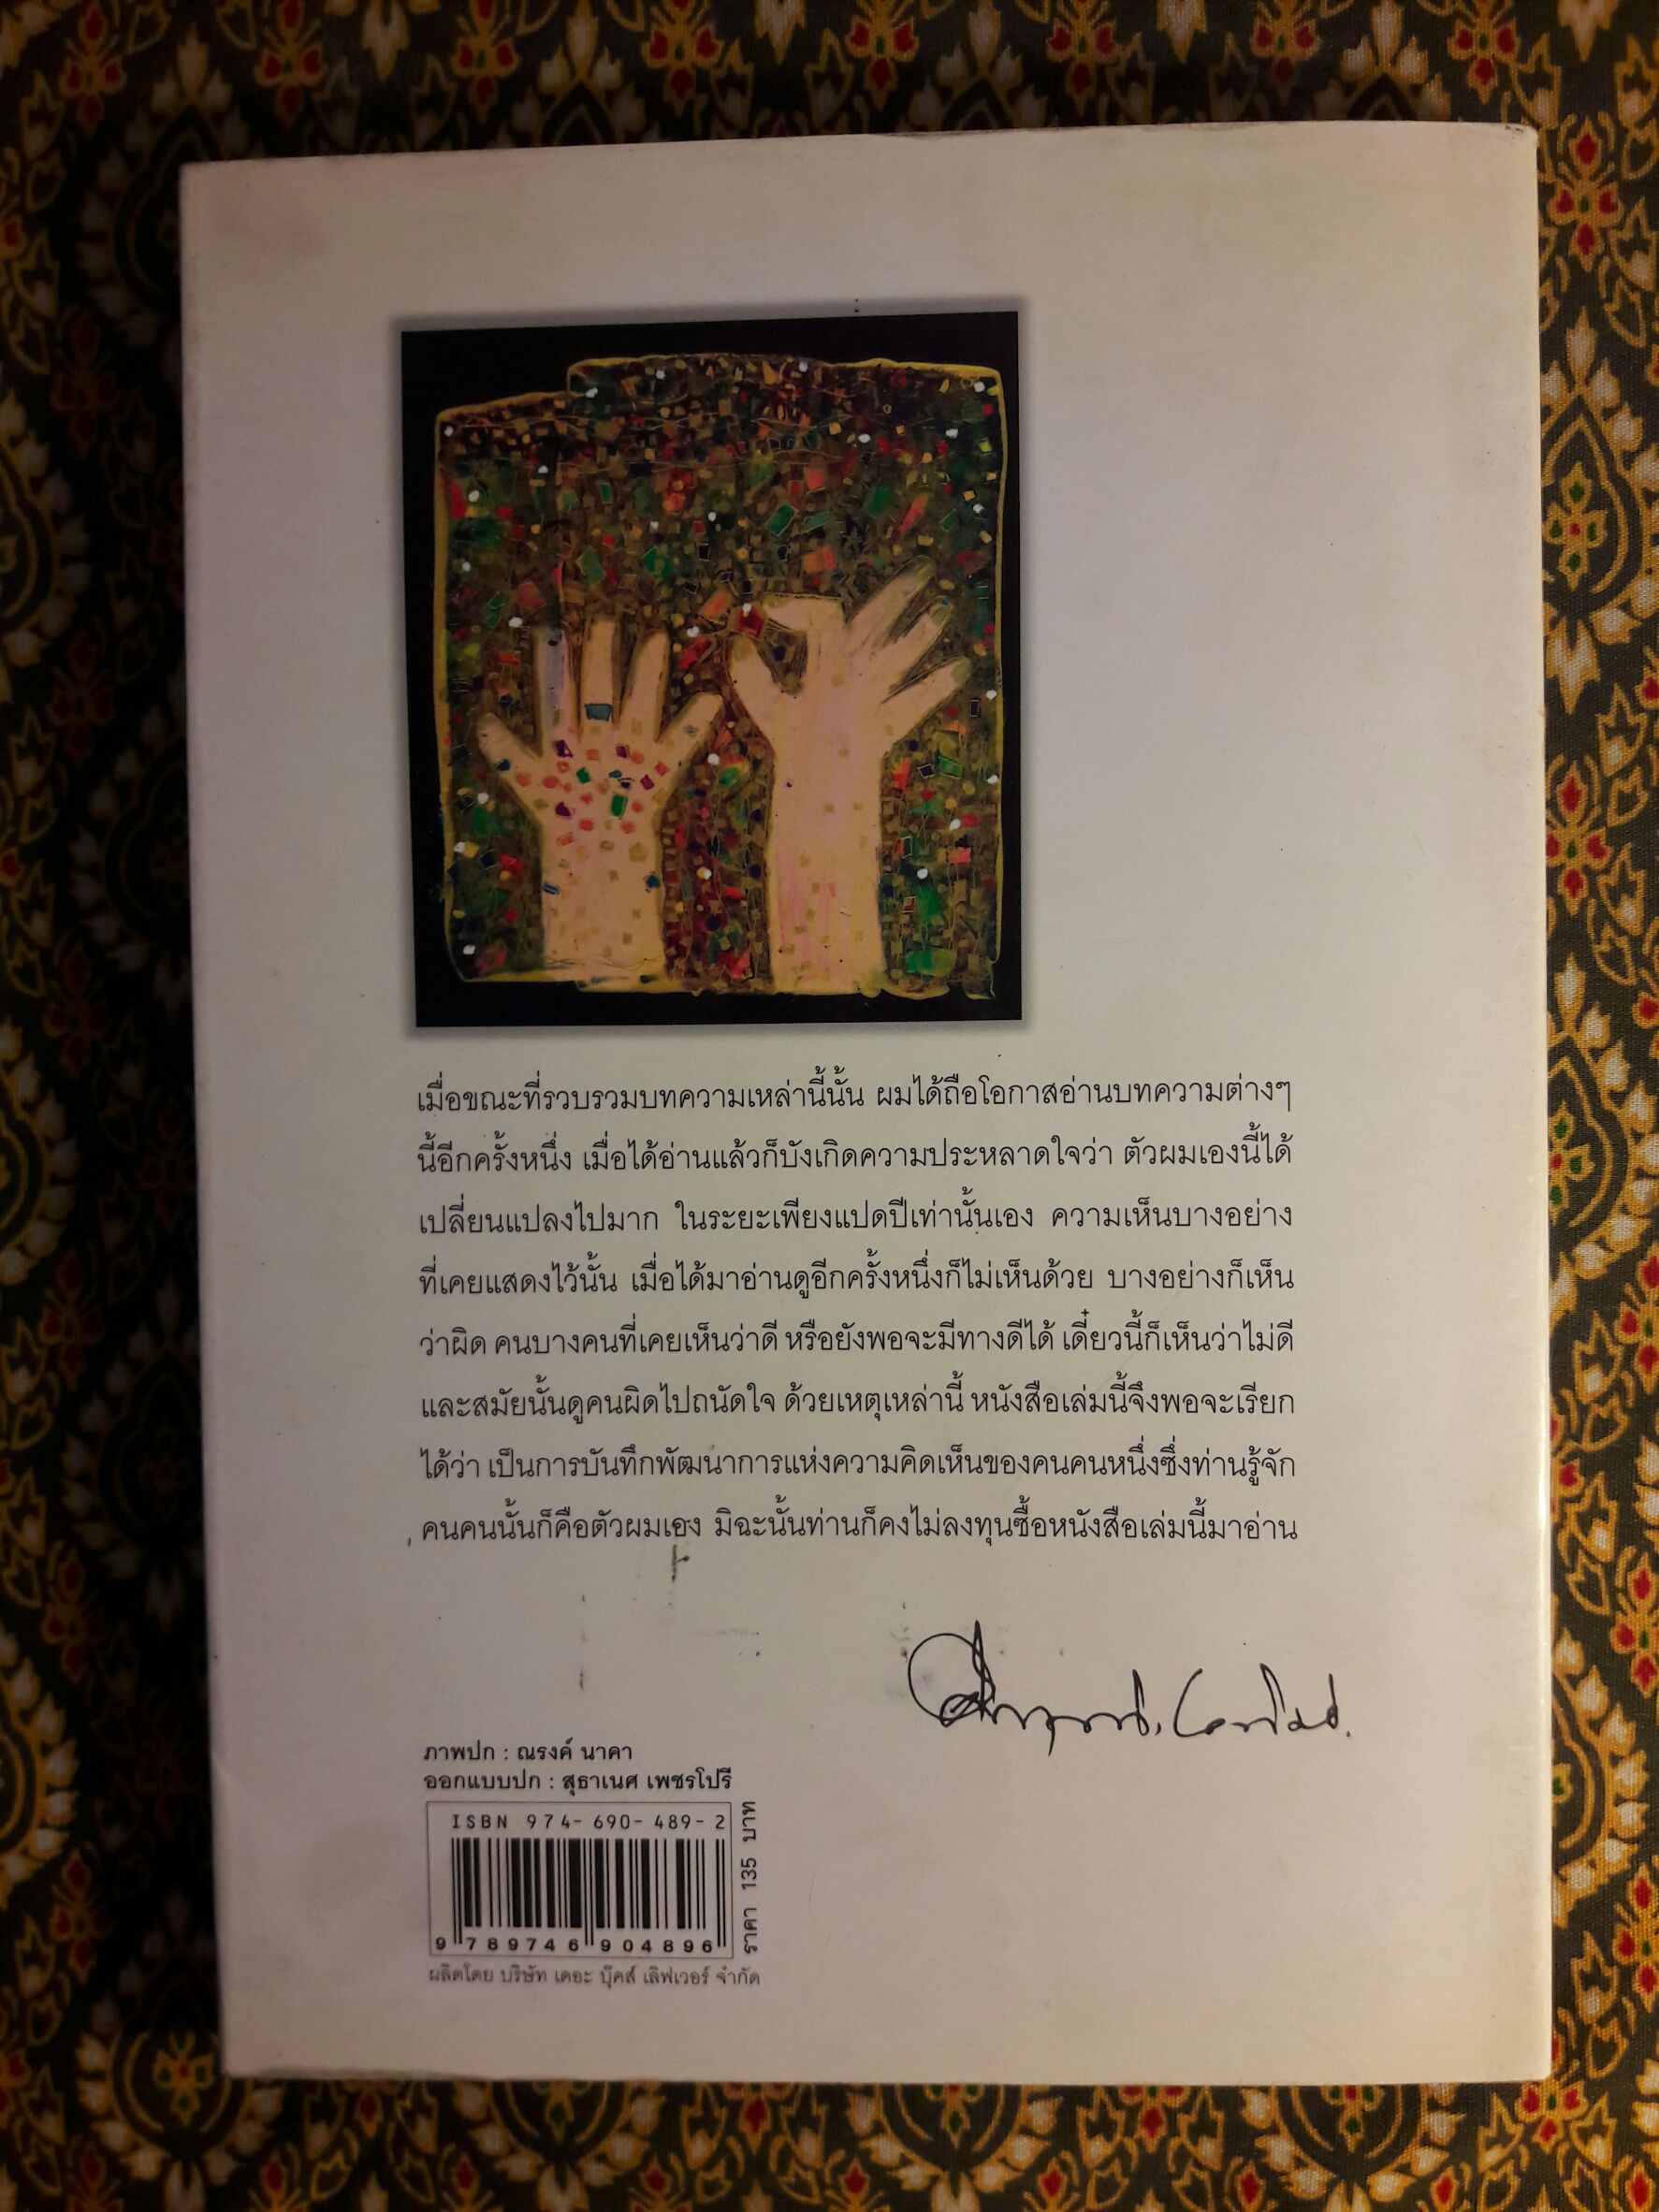 เมื่อขณะที่รวบรวมบทความเหล่านี้นั้น ผมได้ถือโอกาสอ่านบทความต่างๆ
นี้อีกครั้งหนึ่ง เมื่อได้อ่านแล้วก็บังเกิดความประหลาดใจว่า ตัวผมเองนี้ได้
เปลี่ยนแปลงไปมาก ในระยะเพียงแปดปีเท่านั้นเอง ความเห็นบางอย่าง
ที่เคยแสดงไว้นั้น เมื่อได้มาอ่านดูอีกครั้งหนึ่งก็ไม่เห็นด้วย บางอย่างก็เห็น
ว่าผิด คนบางคนที่เคยเห็นว่าดี หรือยังพอจะมีทางดีได้ เดี๋ยวนี้ก็เห็นว่าไม่ดี
และสมัยนั้นดูคนผิดไปถนัดใจ ด้วยเหตุเหล่านี้ หนังสือเล่มนี้จึงพอจะเรียก
ได้ว่า เป็นการบันทึกพัฒนาการแห่งความคิดเห็นของคนคนหนึ่งซึ่งท่านรู้จัก
คนคนนั้นก็คือตัวผมเอง มิฉะนั้นท่านก็คงไม่ลงทุนซื้อหนังสือเล่มนี้มาอ่าน
ภาพปก : ณรงค์ นาคา
ออกแบบปก : สุธาเนศ เพชรโปรี
ISBN 974-690-489-2
9 789746 904896
ราคา 135 บาท
ผลิตโดย บริษัท เดอะ บุ๊คส์ เลิฟเวอร์ จำกัด